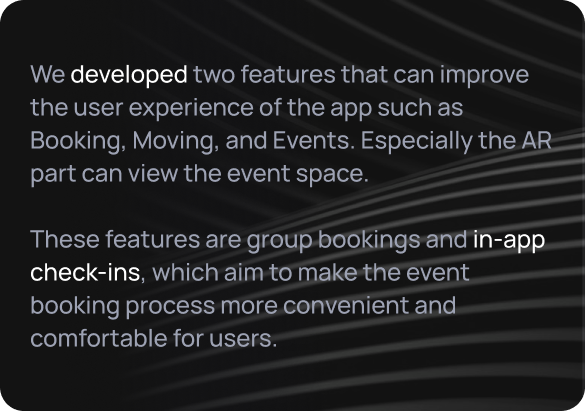 We developed two features that can improve
the user experience of the app such as
Booking, Moving, and Events. Especially the AR
part can view the event space.
These features are group bookings and in-app
check-ins, which aim to make the event
booking process more convenient and
comfortable for users.